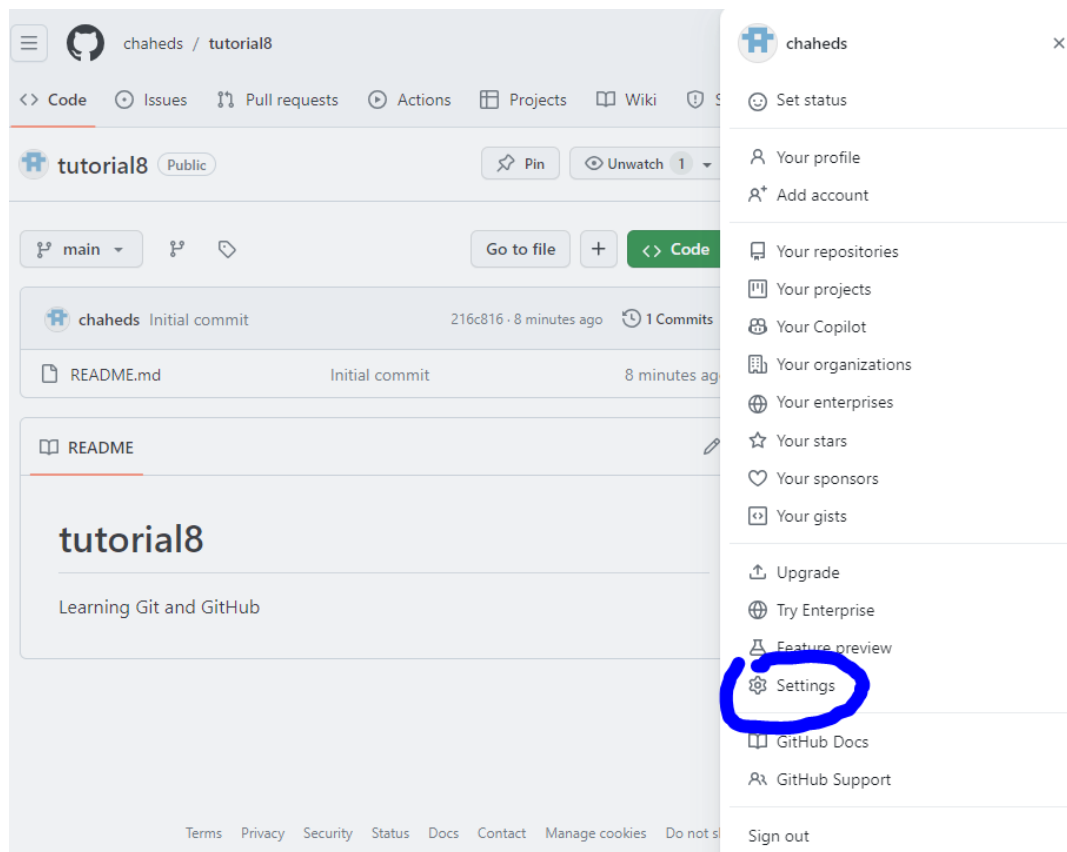 chaheds / tutorial8
Code Issues Pull requests Actions Projects Wiki
tutorial8 Public
Pin Unwatch 1
main Go to file + Code
chaheds Initial commit 216c816 · 8 minutes ago 1 Commits
README.md Initial commit 8 minutes
README
tutorial8
Learning Git and GitHub
Terms Privacy Security Status Docs Contact Manage cookies Do not
chaheds
Set status
Your profile
Add account
Your repositories
Your projects
Your Copilot
Your organizations
Your enterprises
Your stars
Your sponsors
Your gists
Upgrade
Try Enterprise
Feature preview
Settings
GitHub Docs
GitHub Support
Sign out